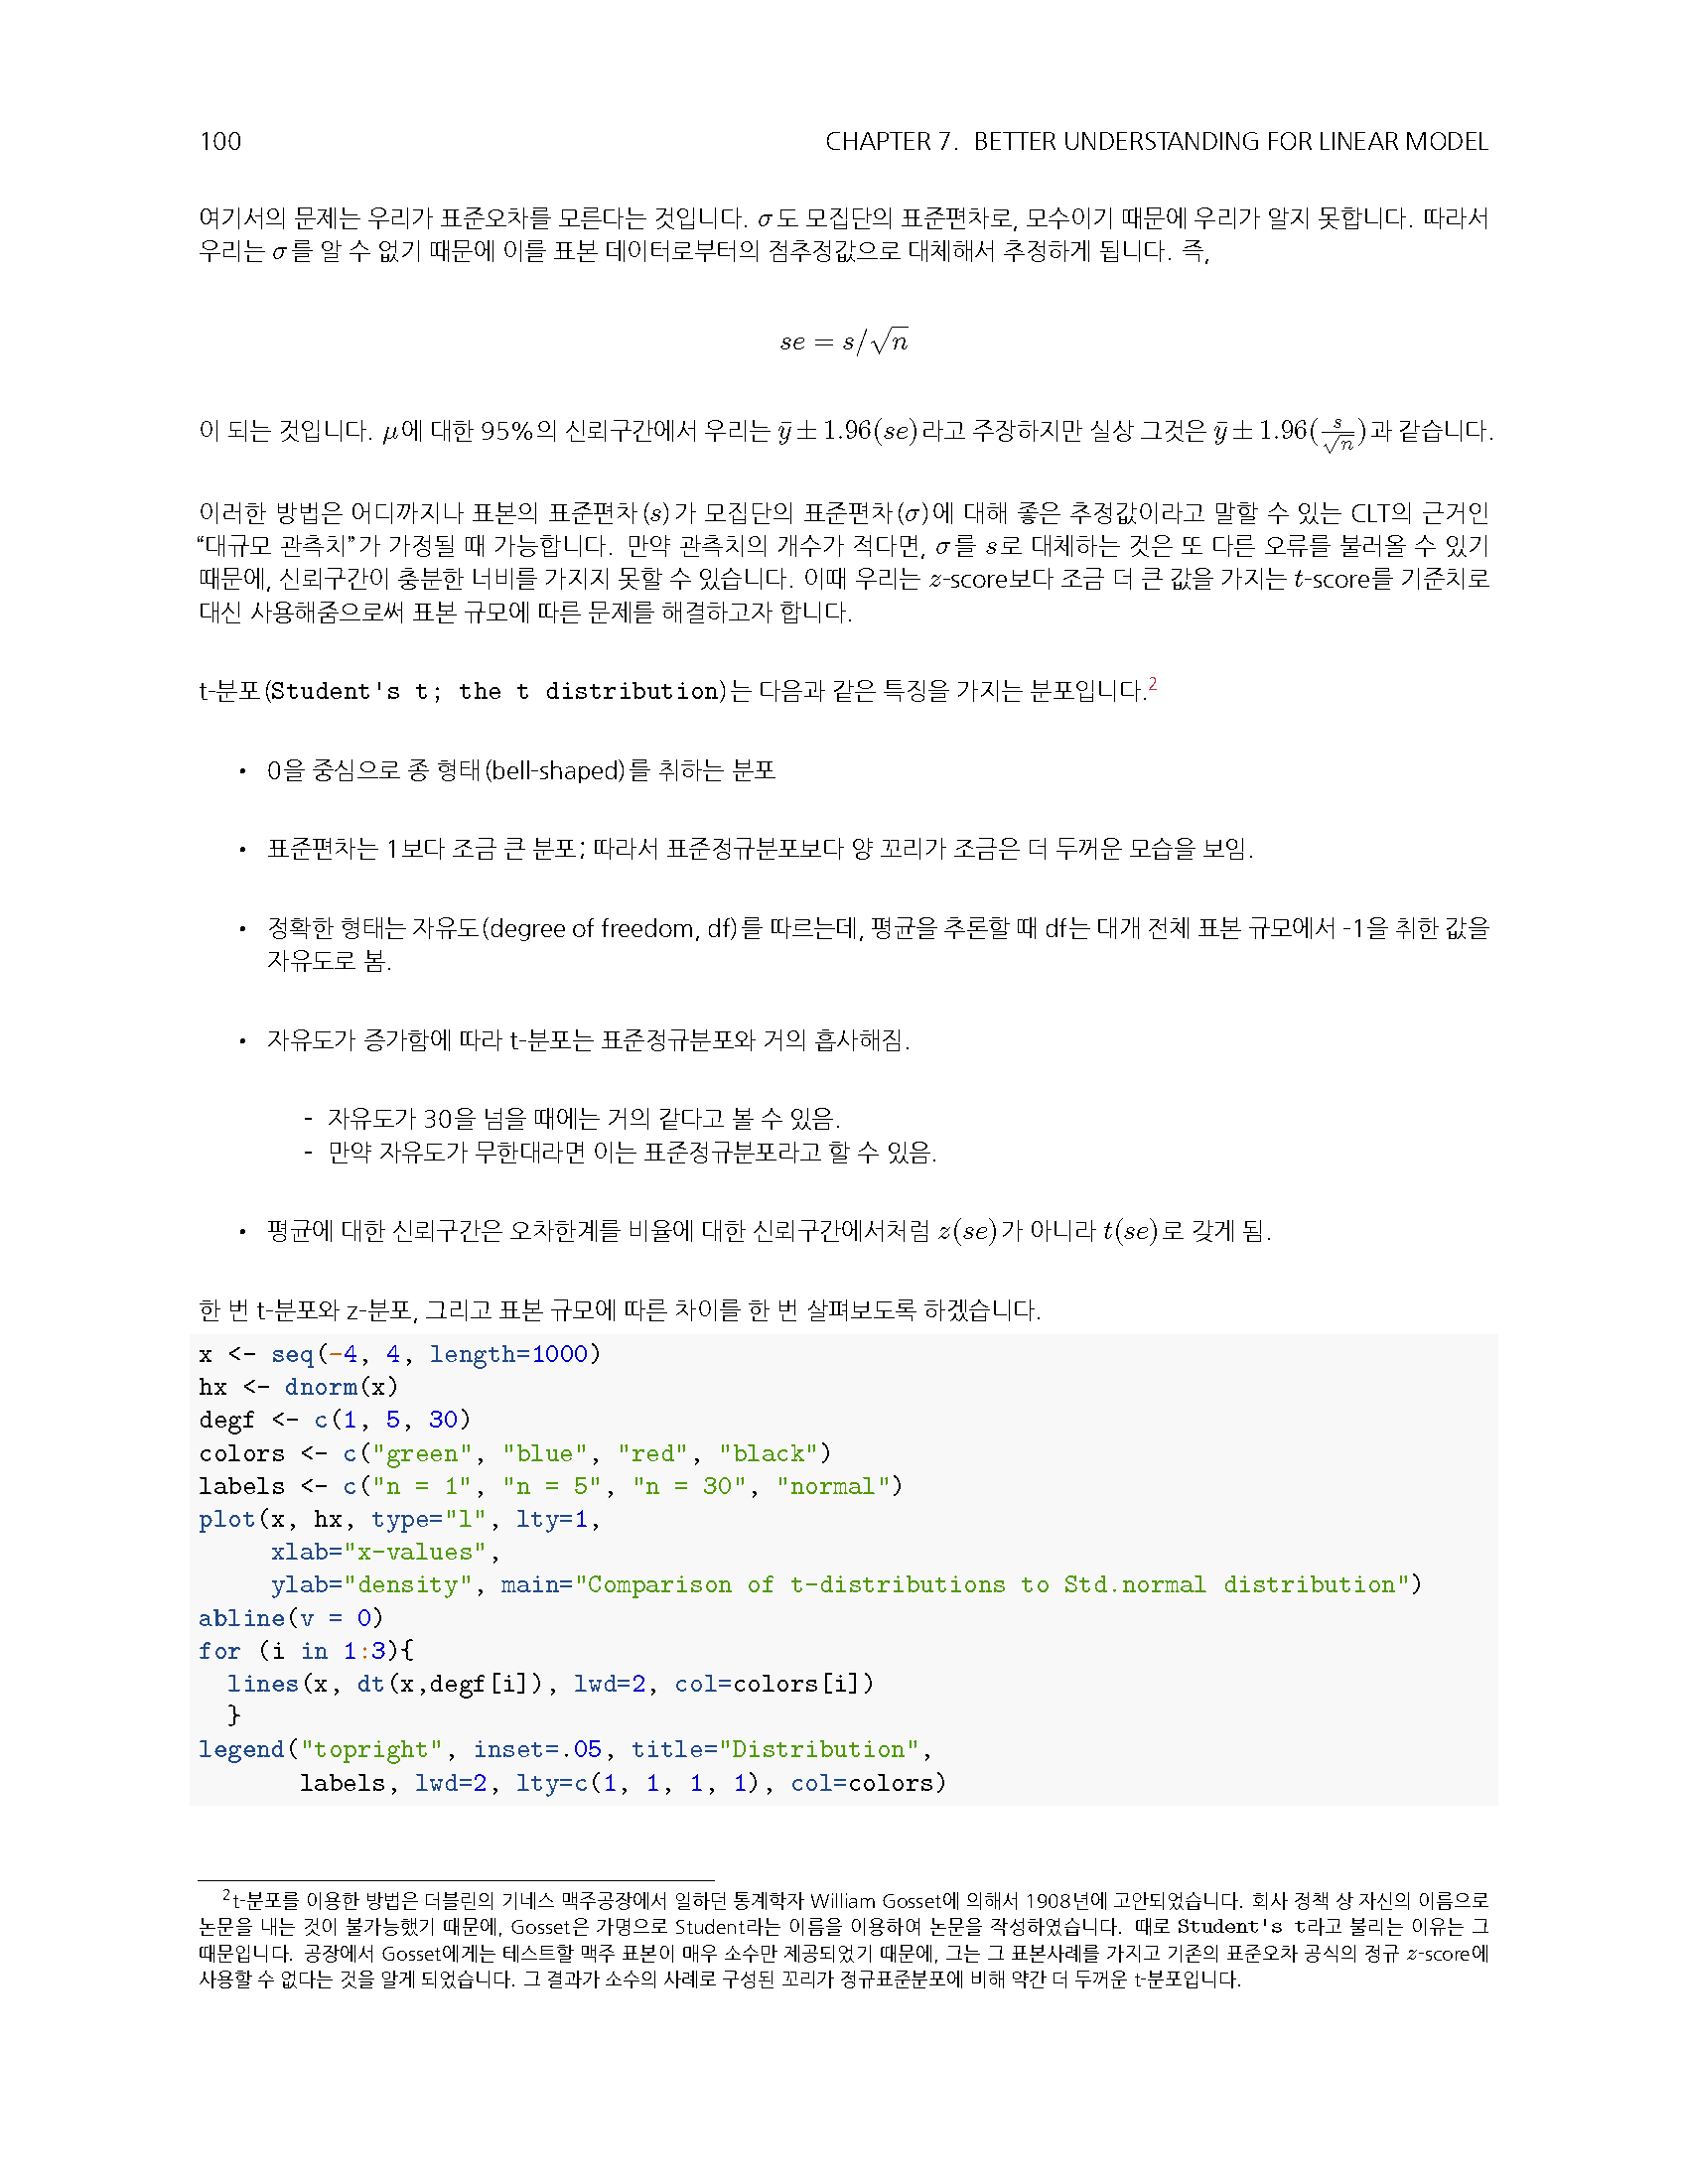 100 CHAPTER 7. BETTER UNDERSTANDING FOR LINEAR MODEL
여기서의 문제는 우리가 표준오차를 모른다는 것입니다. σ도 모집단의 표준편차로, 모수이기 때문에 우리가 알지 못합니다. 따라서
우리는 σ를 알 수 없기 때문에 이를 표본 데이터로부터의 점추정값으로 대체해서 추정하게 됩니다. 즉,
se = s/√n
이 되는 것입니다. μ에 대한 95%의 신뢰구간에서 우리는 ȳ ± 1.96(se)라고 주장하지만 실상 그것은 ȳ ± 1.96(s/√n)과 같습니다.
이러한 방법은 어디까지나 표본의 표준편차(s)가 모집단의 표준편차(σ)에 대해 좋은 추정값이라고 말할 수 있는 CLT의 근거인
“대규모 관측치”가 가정될 때 가능합니다. 만약 관측치의 개수가 적다면, σ를 s로 대체하는 것은 또 다른 오류를 불러올 수 있기
때문에, 신뢰구간이 충분한 너비를 가지지 못할 수 있습니다. 이때 우리는 z-score보다 조금 더 큰 값을 가지는 t-score를 기준치로
대신 사용해줌으로써 표본 규모에 따른 문제를 해결하고자 합니다.
t-분포(Student's t; the t distribution)는 다음과 같은 특징을 가지는 분포입니다.2
• 0을 중심으로 종 형태(bell-shaped)를 취하는 분포
• 표준편차는 1보다 조금 큰 분포; 따라서 표준정규분포보다 양 꼬리가 조금은 더 두꺼운 모습을 보임.
• 정확한 형태는 자유도(degree of freedom, df)를 따르는데, 평균을 추론할 때 df는 대개 전체 표본 규모에서 -1을 취한 값을
자유도로 봄.
• 자유도가 증가함에 따라 t-분포는 표준정규분포와 거의 흡사해짐.
- 자유도가 30을 넘을 때에는 거의 같다고 볼 수 있음.
- 만약 자유도가 무한대라면 이는 표준정규분포라고 할 수 있음.
• 평균에 대한 신뢰구간은 오차한계를 비율에 대한 신뢰구간에서처럼 z(se)가 아니라 t(se)로 갖게 됨.
한 번 t-분포와 z-분포, 그리고 표본 규모에 따른 차이를 한 번 살펴보도록 하겠습니다.
x <- seq(-4, 4, length=1000)
hx <- dnorm(x)
degf <- c(1, 5, 30)
colors <- c("green", "blue", "red", "black")
labels <- c("n = 1", "n = 5", "n = 30", "normal")
plot(x, hx, type="l", lty=1,
xlab="x-values",
ylab="density", main="Comparison of t-distributions to Std.normal distribution")
abline(v = 0)
for (i in 1:3){
lines(x, dt(x,degf[i]), lwd=2, col=colors[i])
}
legend("topright", inset=.05, title="Distribution",
labels, lwd=2, lty=c(1, 1, 1, 1), col=colors)
2t-분포를 이용한 방법은 더블린의 기네스 맥주공장에서 일하던 통계학자 William Gosset에 의해서 1908년에 고안되었습니다. 회사 정책 상 자신의 이름으로
논문을 내는 것이 불가능했기 때문에, Gosset은 가명으로 Student라는 이름을 이용하여 논문을 작성하였습니다. 때로 Student's t라고 불리는 이유는 그
때문입니다. 공장에서 Gosset에게는 테스트할 맥주 표본이 매우 소수만 제공되었기 때문에, 그는 그 표본사례를 가지고 기존의 표준오차 공식의 정규 z-score에
사용할 수 없다는 것을 알게 되었습니다. 그 결과가 소수의 사례로 구성된 꼬리가 정규표준분포에 비해 약간 더 두꺼운 t-분포입니다.